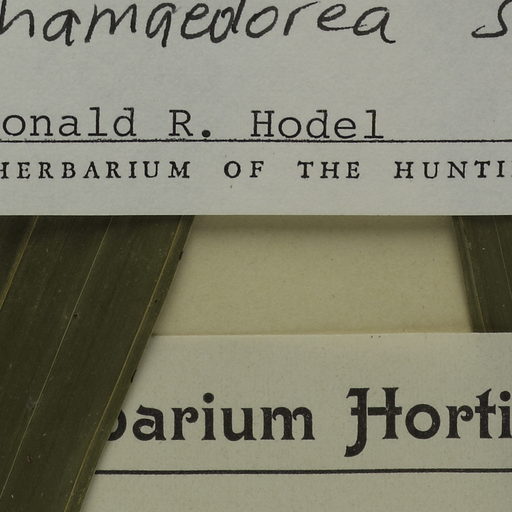 hamaedorea s
onald R. Hodel
HERBARIUM OF THE HUNTI
barium Horti